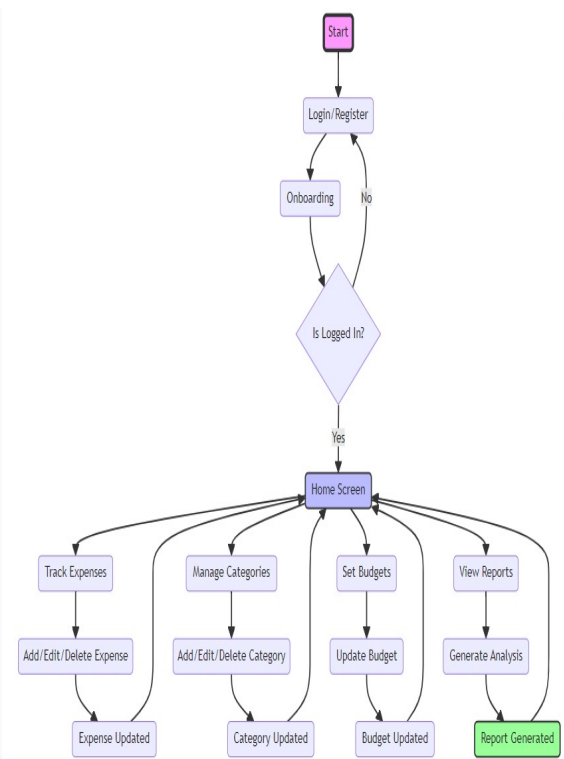 Start
Login/Register
Onboarding
No
Is Logged In?
Yes
Home Screen
Track Expenses
Manage Categories
Set Budgets
View Reports
Add/Edit/Delete Expense
Add/Edit/Delete Category
Update Budget
Generate Analysis
Expense Updated
Category Updated
Budget Updated
Report Generated